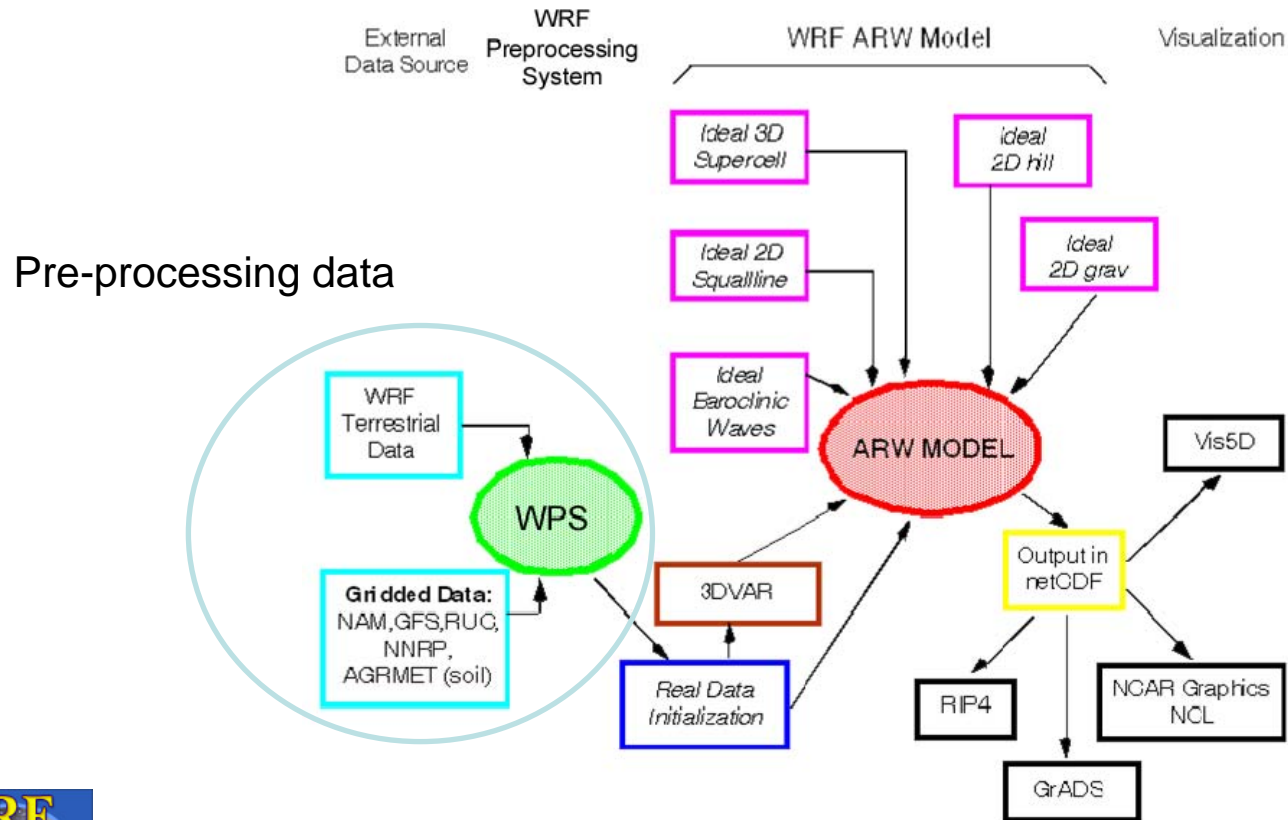 External
Data Source
WRF
Preprocessing
System
WRF ARW Model
Visualization
Pre-processing data
Ideal 3D
Supercell
Ideal
2D hill
Ideal 2D
Squallline
Ideal
2D grav
Ideal
Baroclinic
Waves
WRF
Terrestrial
Data
ARW MODEL
Vis5D
WPS
Output in
netCDF
Gridded Data:
NAM,GFS,RUC,
NNRP,
AGRMET (soil)
3DVAR
Real Data
Initialization
RIP4
NCAR Graphics
NCL
GrADS